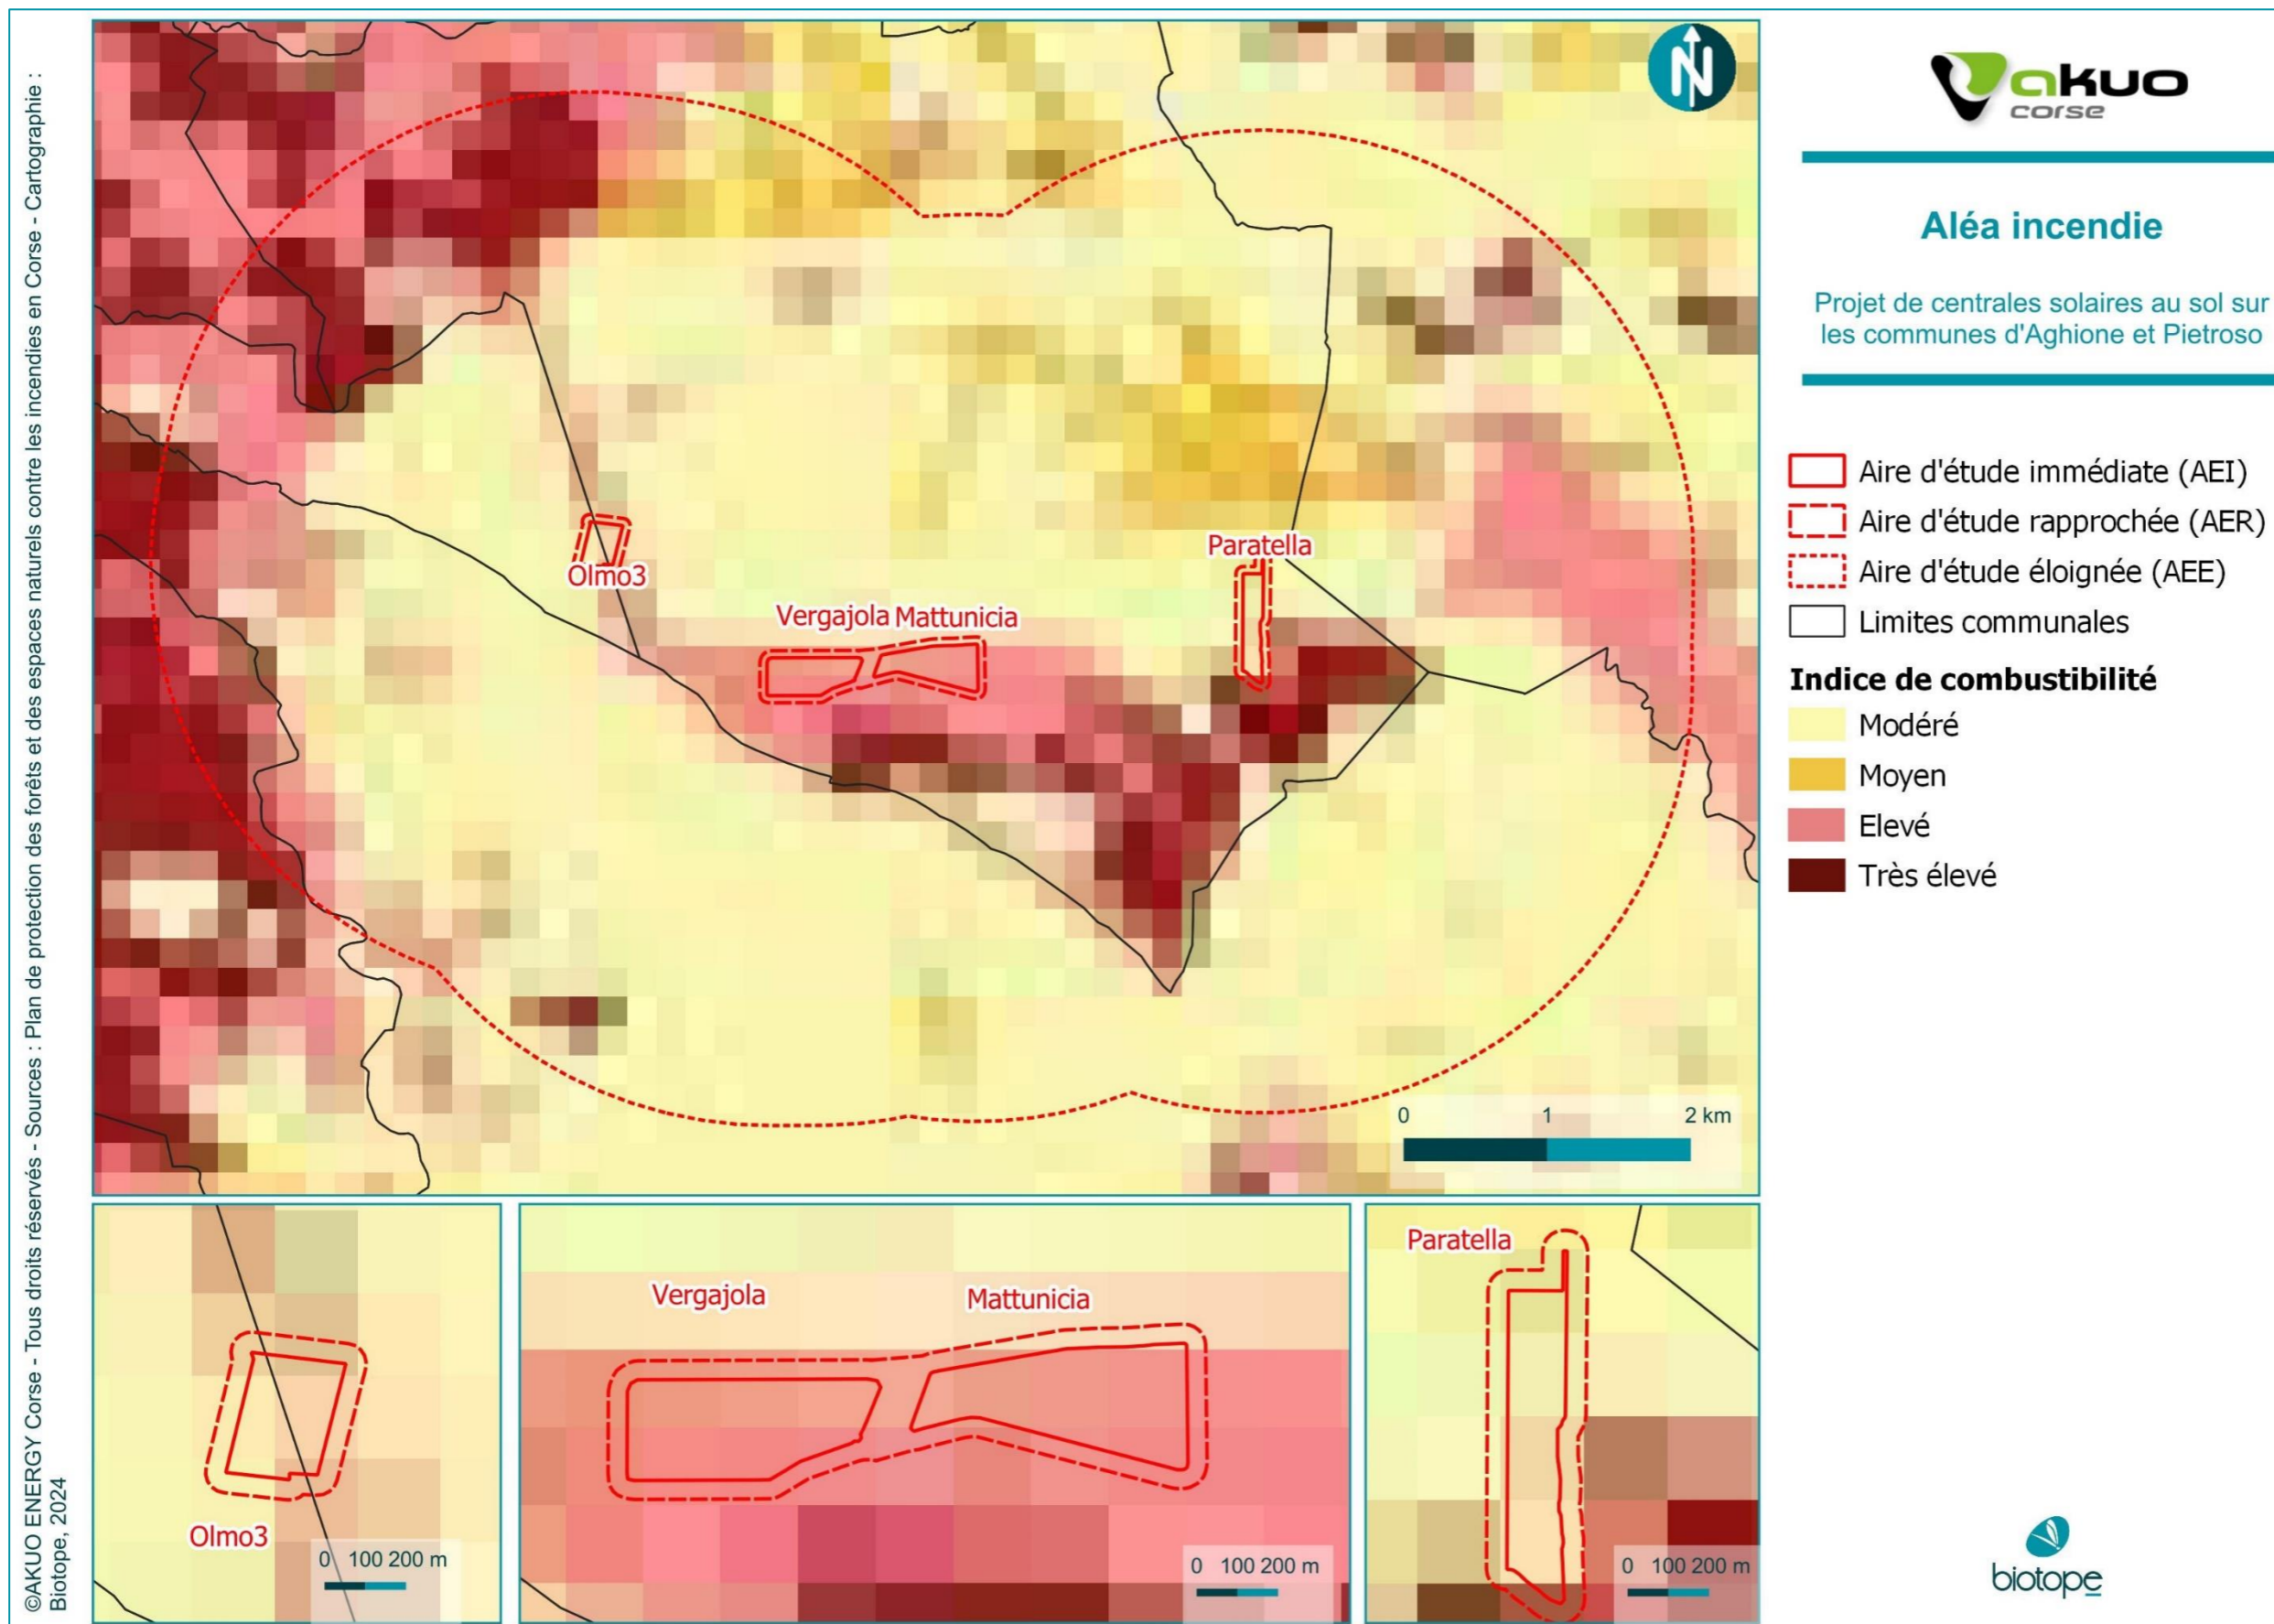 ©AKUO ENERGY Corse - Tous droits réservés - Sources : Plan de protection des forêts et des espaces naturels contre les incendies en Corse - Cartographie :
Biotope, 2024
N
Olmo3
Vergajola
Mattunicia
Paratella
0 1 2 km
Olmo3
0 100 200 m
Vergajola
Mattunicia
0 100 200 m
Paratella
0 100 200 m
akuo
corse
Aléa incendie
Projet de centrales solaires au sol sur
les communes d'Aghione et Pietroso
Aire d'étude immédiate (AEI)
Aire d'étude rapprochée (AER)
Aire d'étude éloignée (AEE)
Limites communales
Indice de combustibilité
Modéré
Moyen
Elevé
Très élevé
biotope